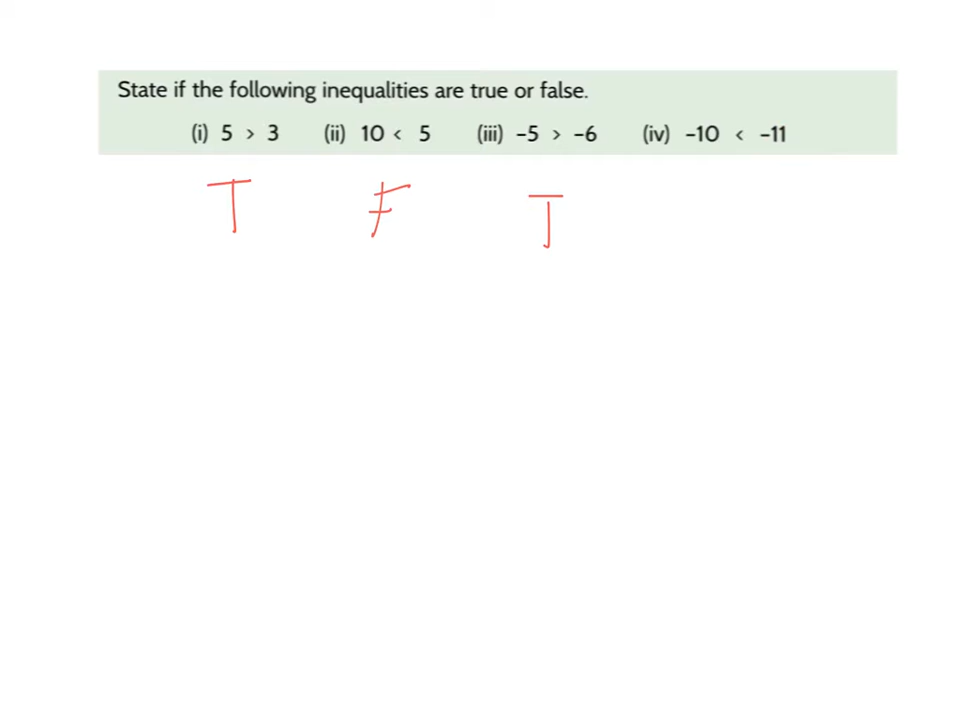 State if the following inequalities are true or false.
(i) 5 > 3 (ii) 10 < 5 (iii) -5 > -6 (iv) -10 < -11
T F T